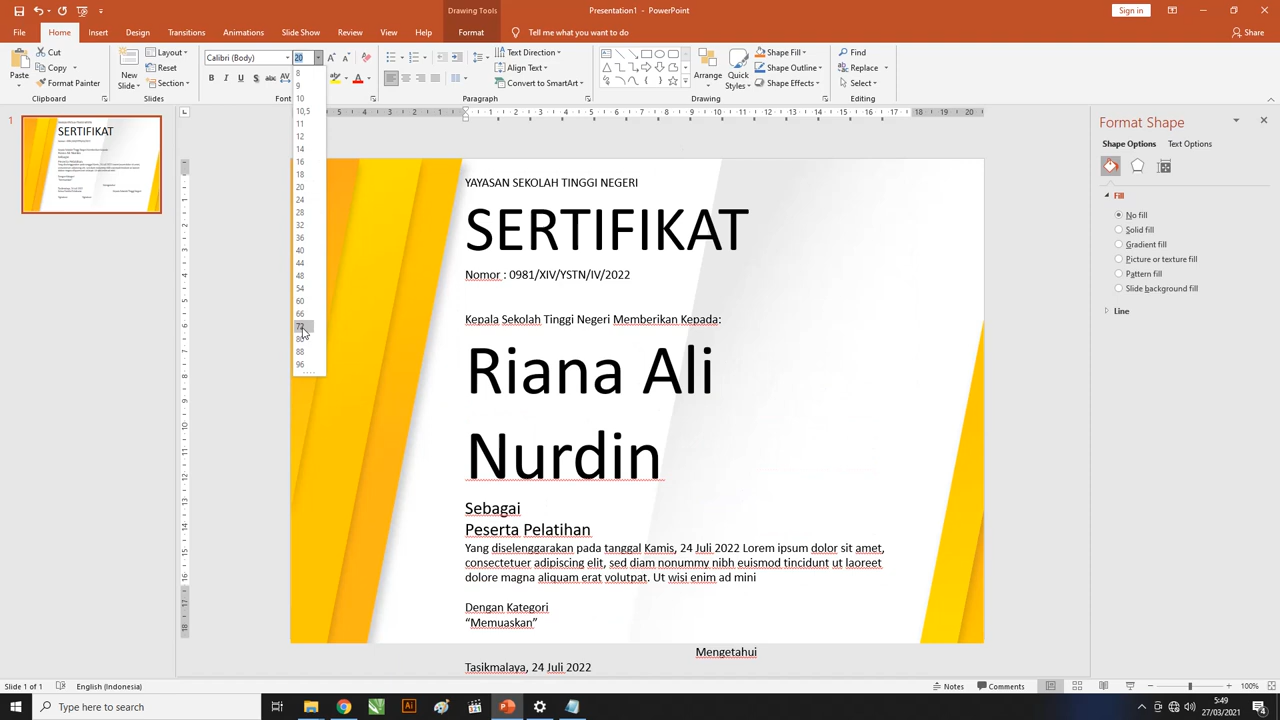 Drawing Tools
Presentation1 - PowerPoint
Sign in
File
Home
Insert
Design
Transitions
Animations
Slide Show
Review
View
Help
Format
Tell me what you want to do
Share
Paste
Cut
Copy
Format Painter
Clipboard
New
Slide
Layout
Reset
Section
Slides
Calibri (Body)
20
B I U S AV
Text Direction
Align Text
Convert to SmartArt
Paragraph
Arrange
Quick
Styles
Shape Fill
Shape Outline
Shape Effects
Drawing
Find
Replace
Select
Editing
8
9
10
10,5
11
12
14
16
18
20
24
28
32
36
40
44
48
54
60
66
72
80
88
96
1
YAYASAN SEKOLAH TINGGI NEGERI
SERTIFIKAT
Nomor : 0981/XIV/YSTN/IV/2022
Kepala Sekolah Tinggi Negeri Memberikan Kepada:
Riana Ali
Nurdin
Sebagai
Peserta Pelatihan
Yang diselenggarakan pada tanggal Kamis, 24 Juli 2022 Lorem ipsum dolor sit amet,
consectetuer adipiscing elit, sed diam nonummy nibh euismod tincidunt ut laoreet
dolore magna aliquam erat volutpat. Ut wisi enim ad mini
Dengan Kategori
“Memuaskan”
Mengetahui
Tasikmalaya, 24 Juli 2022
Format Shape
Shape Options
Text Options
Fill
No fill
Solid fill
Gradient fill
Picture or texture fill
Pattern fill
Slide background fill
Line
Slide 1 of 1
English (Indonesia)
Notes
Comments
100%
Type here to search
5:49
27/03/2021